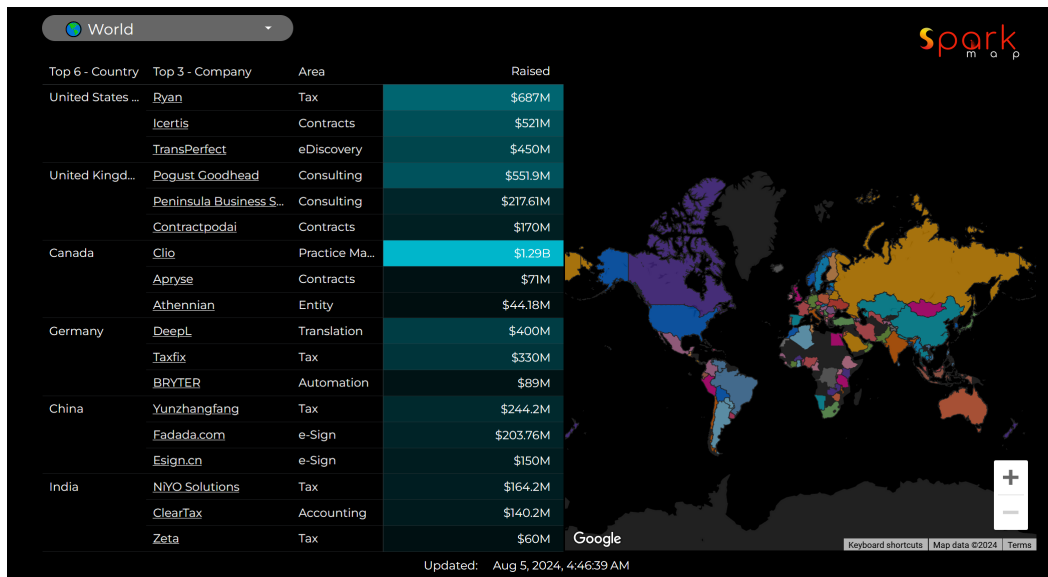 World
Spark
map
Top 6 - Country Top 3 - Company Area Raised
United States ... Ryan Tax $687M
Icertis Contracts $521M
TransPerfect eDiscovery $450M
United Kingd... Pogust Goodhead Consulting $551.9M
Peninsula Business S... Consulting $217.61M
Contractpodai Contracts $170M
Canada Clio Practice Ma... $1.29B
Apryse Contracts $71M
Athennian Entity $44.18M
Germany DeepL Translation $400M
Taxfix Tax $330M
BRYTER Automation $89M
China Yunzhangfang Tax $244.2M
Fadada.com e-Sign $203.76M
Esign.cn e-Sign $150M
India NiYO Solutions Tax $164.2M
ClearTax Accounting $140.2M
Zeta Tax $60M
Google
Keyboard shortcuts Map data ©2024 Terms
Updated: Aug 5, 2024, 4:46:39 AM